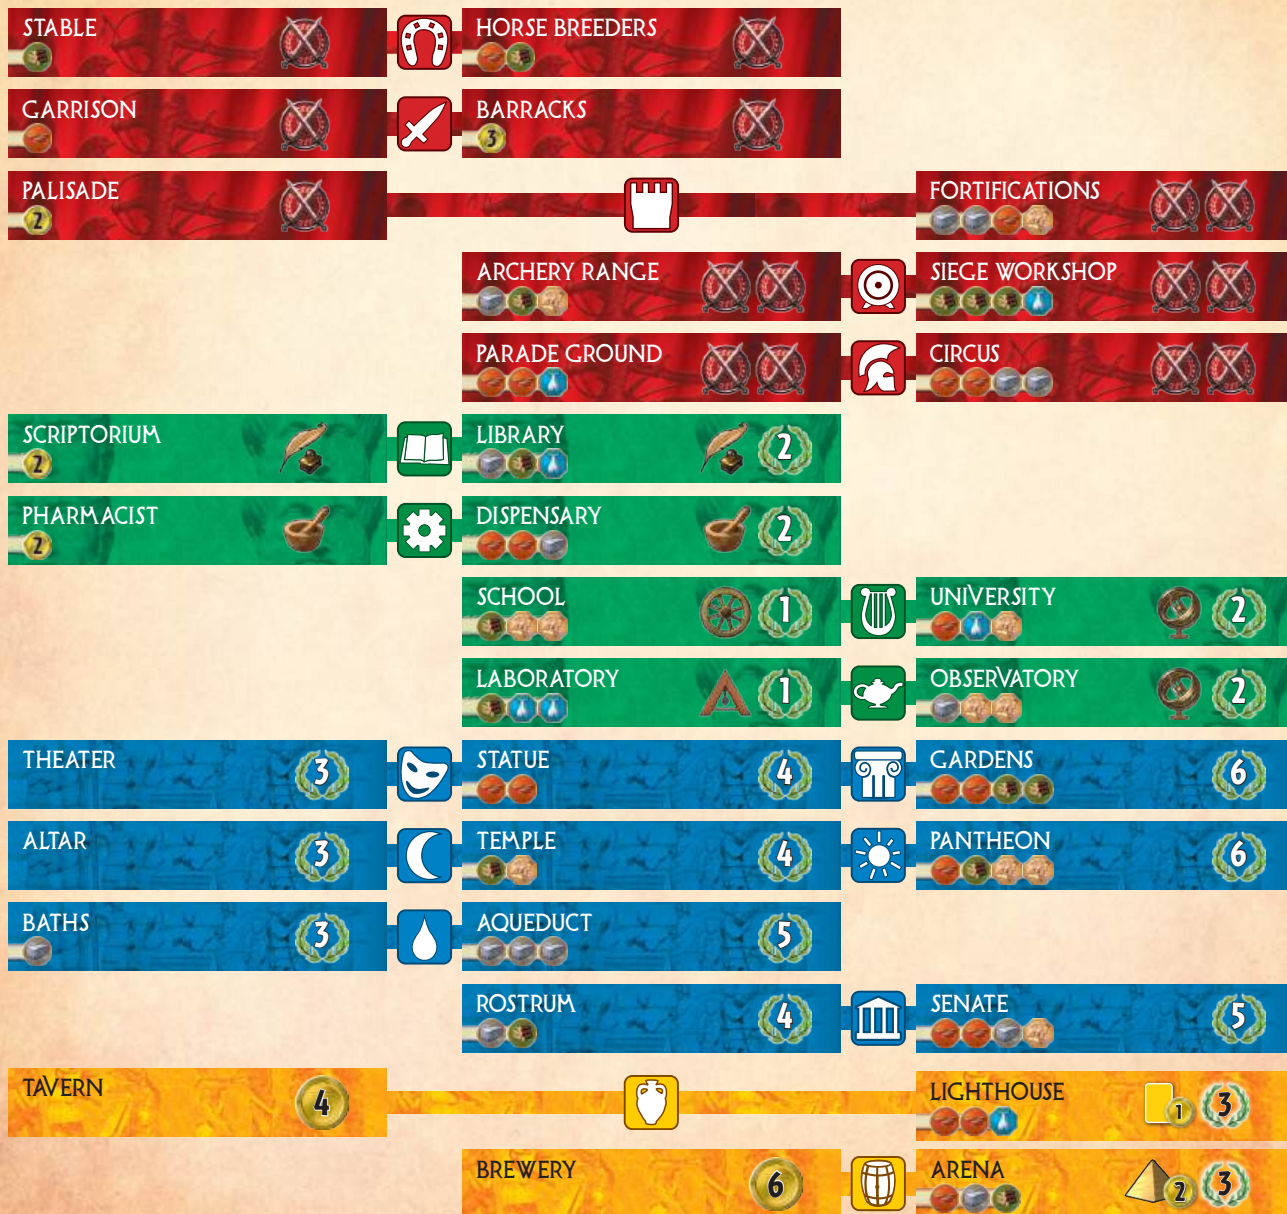 STABLE
HORSE BREEDERS
GARRISON
BARRACKS
3
PALISADE
2
FORTIFICATIONS
ARCHERY RANGE
SIEGE WORKSHOP
PARADE GROUND
CIRCUS
SCRIPTORIUM
2
LIBRARY
2
PHARMACIST
2
DISPENSARY
2
SCHOOL
1
UNIVERSITY
2
LABORATORY
1
OBSERVATORY
2
THEATER
3
STATUE
4
GARDENS
6
ALTAR
3
TEMPLE
4
PANTHEON
6
BATHS
3
AQUEDUCT
5
ROSTRUM
4
SENATE
5
TAVERN
4
LIGHTHOUSE
1
3
BREWERY
6
ARENA
2
3